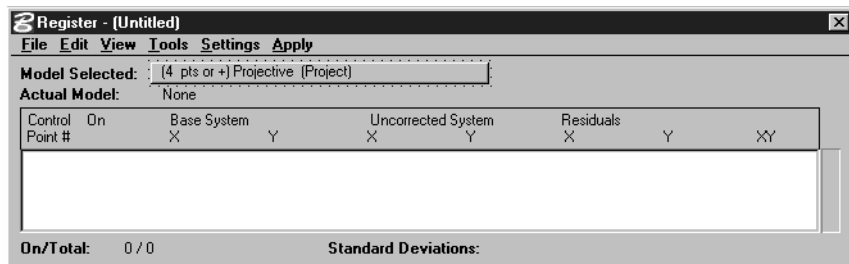 Register - (Untitled)
File Edit View Tools Settings Apply
Model Selected: (4 pts or +) Projective (Project)
Actual Model: None
Control On Base System Uncorrected System Residuals
Point # X Y X Y X Y XY
On/Total: 0 / 0 Standard Deviations: